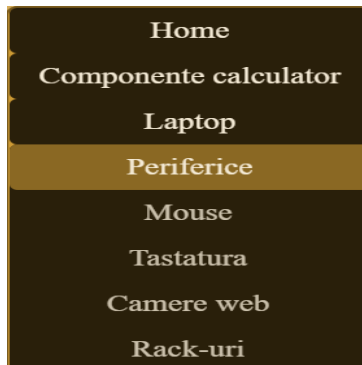 Home
Componente calculator
Laptop
Periferice
Mouse
Tastatura
Camere web
Rack-uri